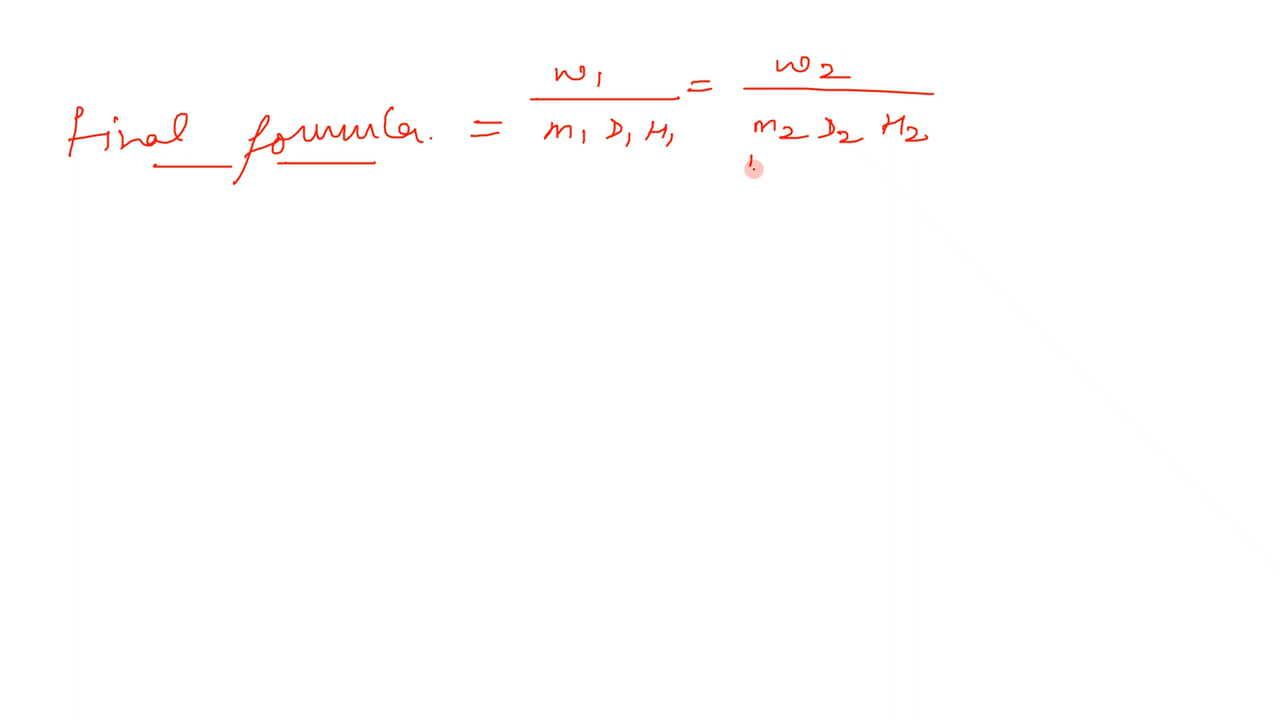 final formula. = w₁ / m₁ D₁ H₁ = w₂ / m₂ D₂ H₂